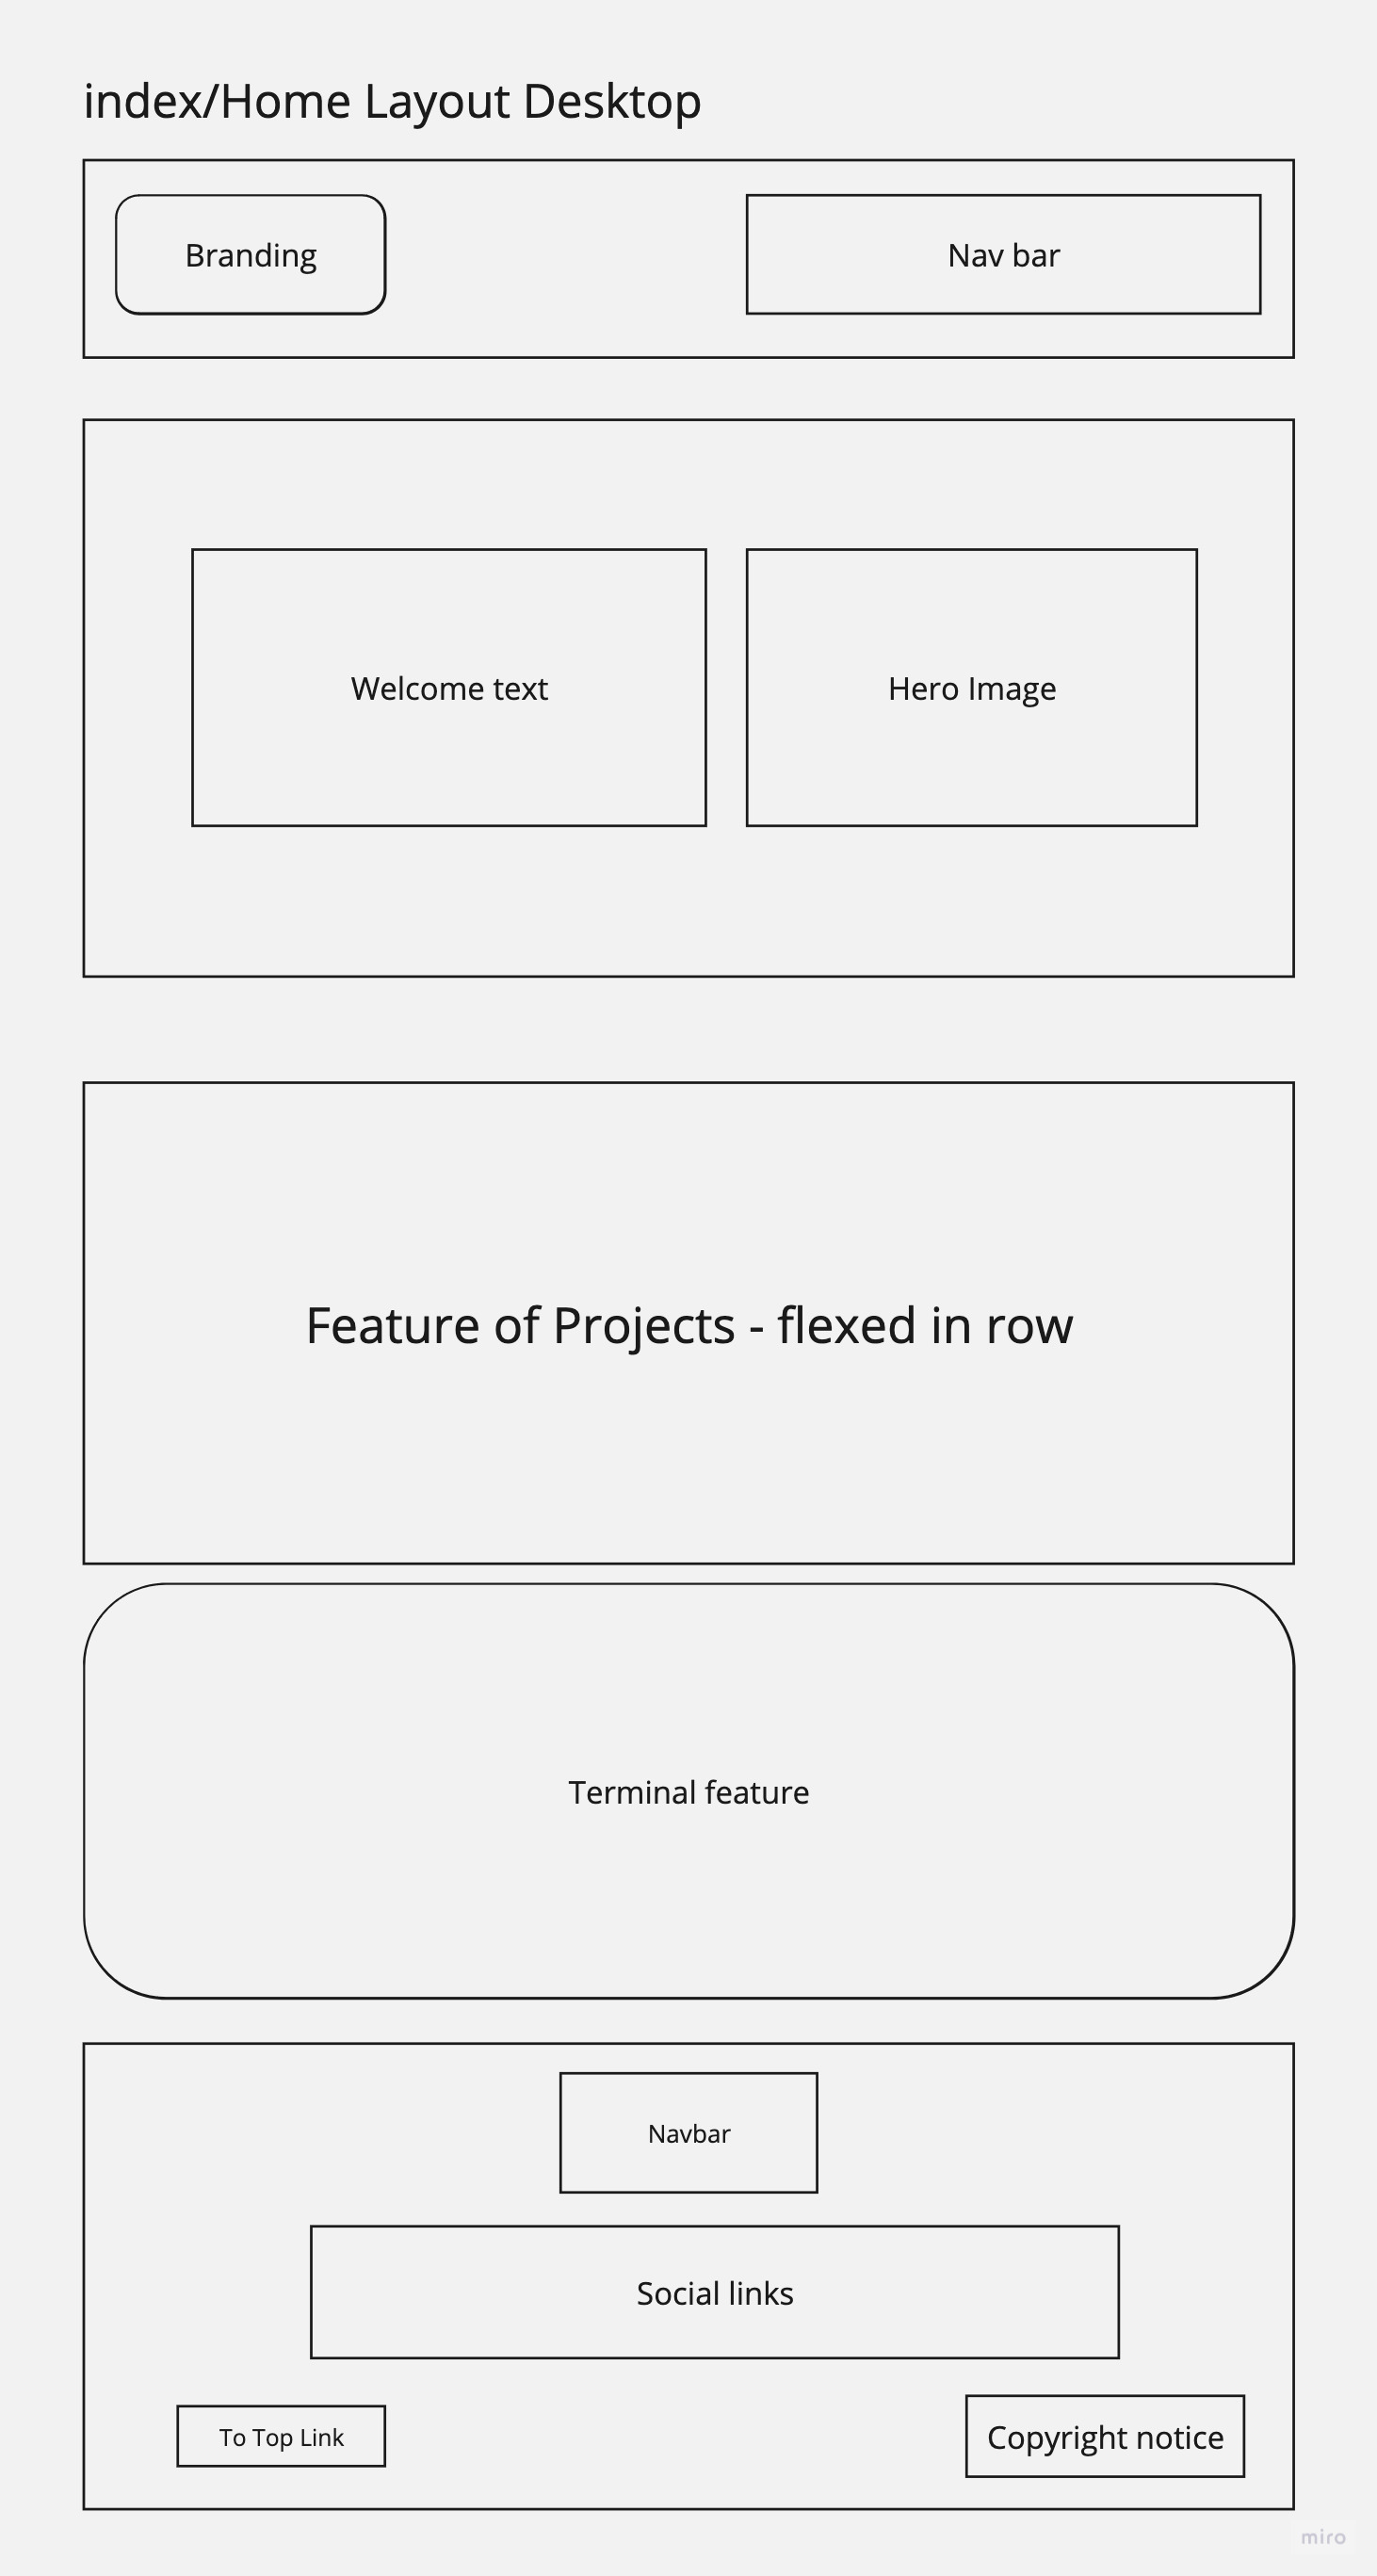 index/Home Layout Desktop
Branding
Nav bar
Welcome text
Hero Image
Feature of Projects - flexed in row
Terminal feature
Navbar
Social links
To Top Link
Copyright notice
miro